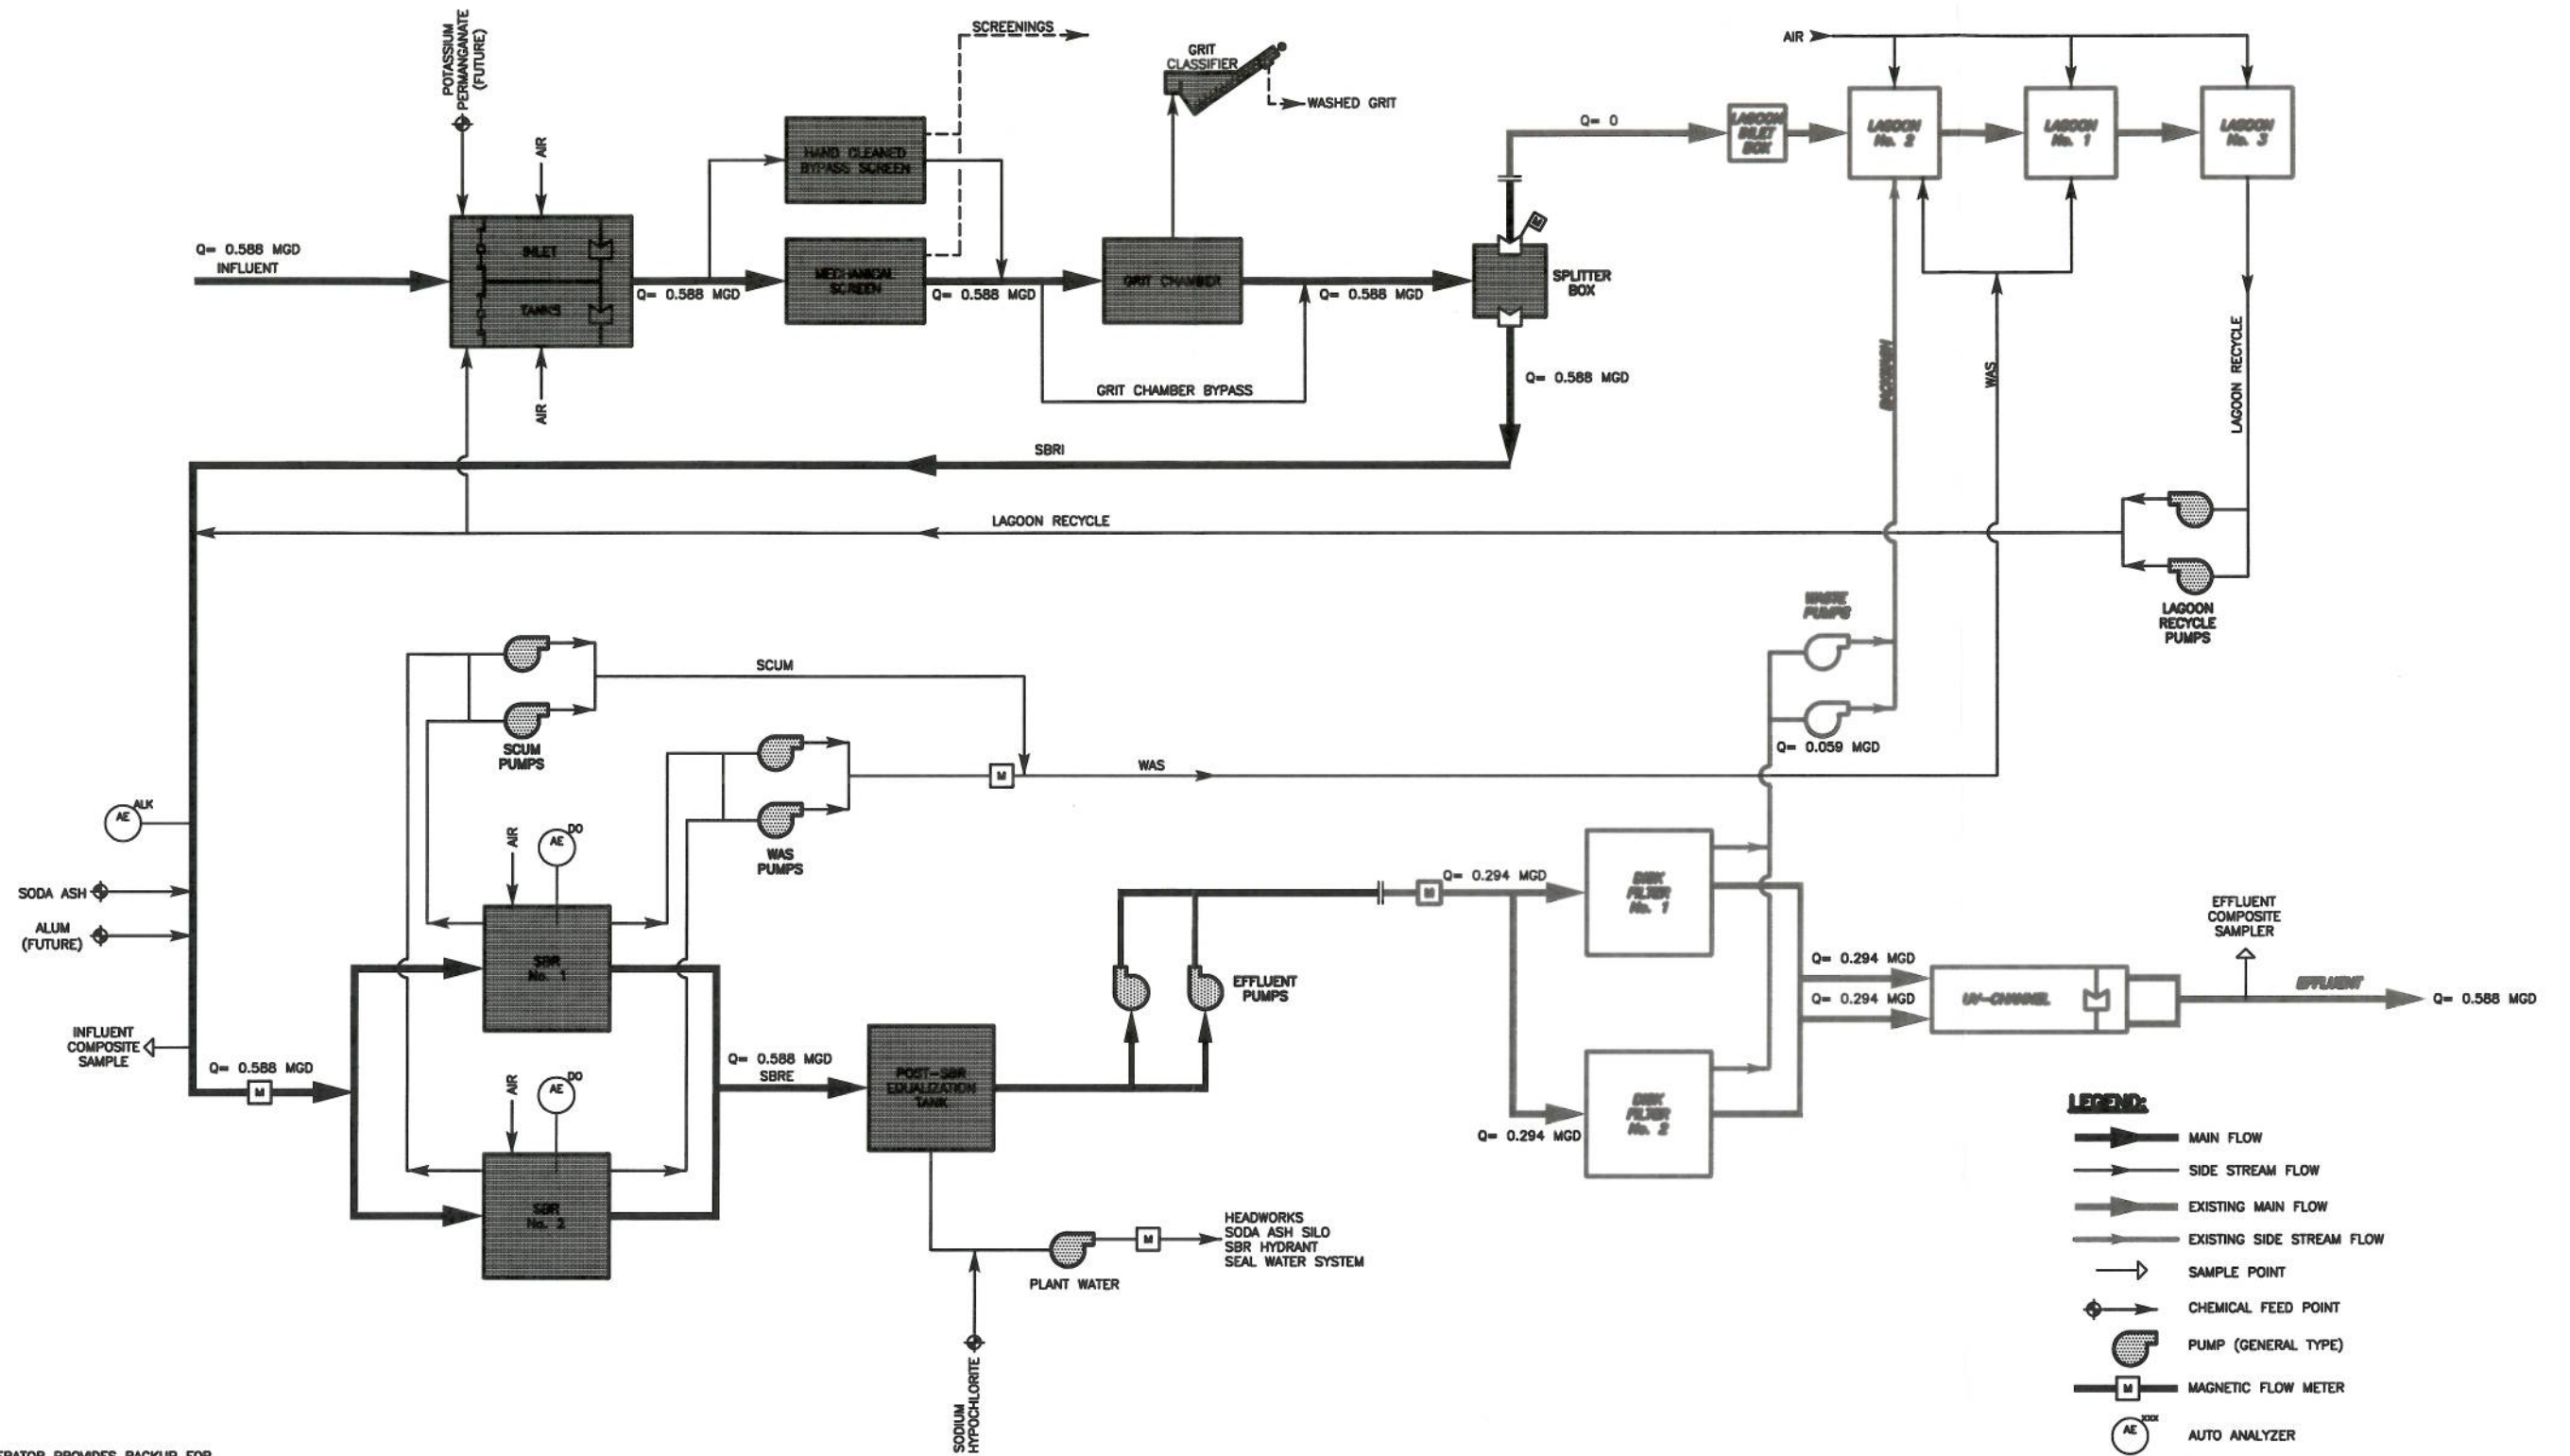 POTASSIUM
PERMANGANATE
(FUTURE)
SCREENINGS
GRIT
CLASSIFIER
WASHED GRIT
AIR
AIR
HAND CLEANED
BYPASS SCREEN
Q= 0
LAGOON
INLET
BOX
LAGOON
No. 2
LAGOON
No. 1
LAGOON
No. 3
Q= 0.588 MGD
INFLUENT
INLET
TANKS
Q= 0.588 MGD
MECHANICAL
SCREEN
Q= 0.588 MGD
GRIT CHAMBER
Q= 0.588 MGD
M
SPLITTER
BOX
AIR
GRIT CHAMBER BYPASS
Q= 0.588 MGD
BACKWASH
WAS
LAGOON RECYCLE
SBRI
LAGOON RECYCLE
LAGOON
RECYCLE
PUMPS
WASTE
PUMPS
SCUM
SCUM
PUMPS
Q= 0.059 MGD
M
WAS
WAS
PUMPS
AE
ALK
AIR
AE
DO
SODA ASH
ALUM
(FUTURE)
SBR
No. 1
M
Q= 0.294 MGD
DISK
FILTER
No. 1
EFFLUENT
COMPOSITE
SAMPLER
EFFLUENT
PUMPS
Q= 0.294 MGD
Q= 0.294 MGD
UV-CHANNEL
EFFLUENT
Q= 0.588 MGD
INFLUENT
COMPOSITE
SAMPLE
Q= 0.588 MGD
M
AIR
AE
DO
Q= 0.588 MGD
SBRE
POST-SBR
EQUALIZATION
TANK
DISK
FILTER
No. 2
Q= 0.294 MGD
SBR
No. 2
M
HEADWORKS
SODA ASH SILO
SBR HYDRANT
SEAL WATER SYSTEM
PLANT WATER
SODIUM
HYPOCHLORITE
LEGEND:
MAIN FLOW
SIDE STREAM FLOW
EXISTING MAIN FLOW
EXISTING SIDE STREAM FLOW
SAMPLE POINT
CHEMICAL FEED POINT
PUMP (GENERAL TYPE)
M
MAGNETIC FLOW METER
AE
XXX
AUTO ANALYZER